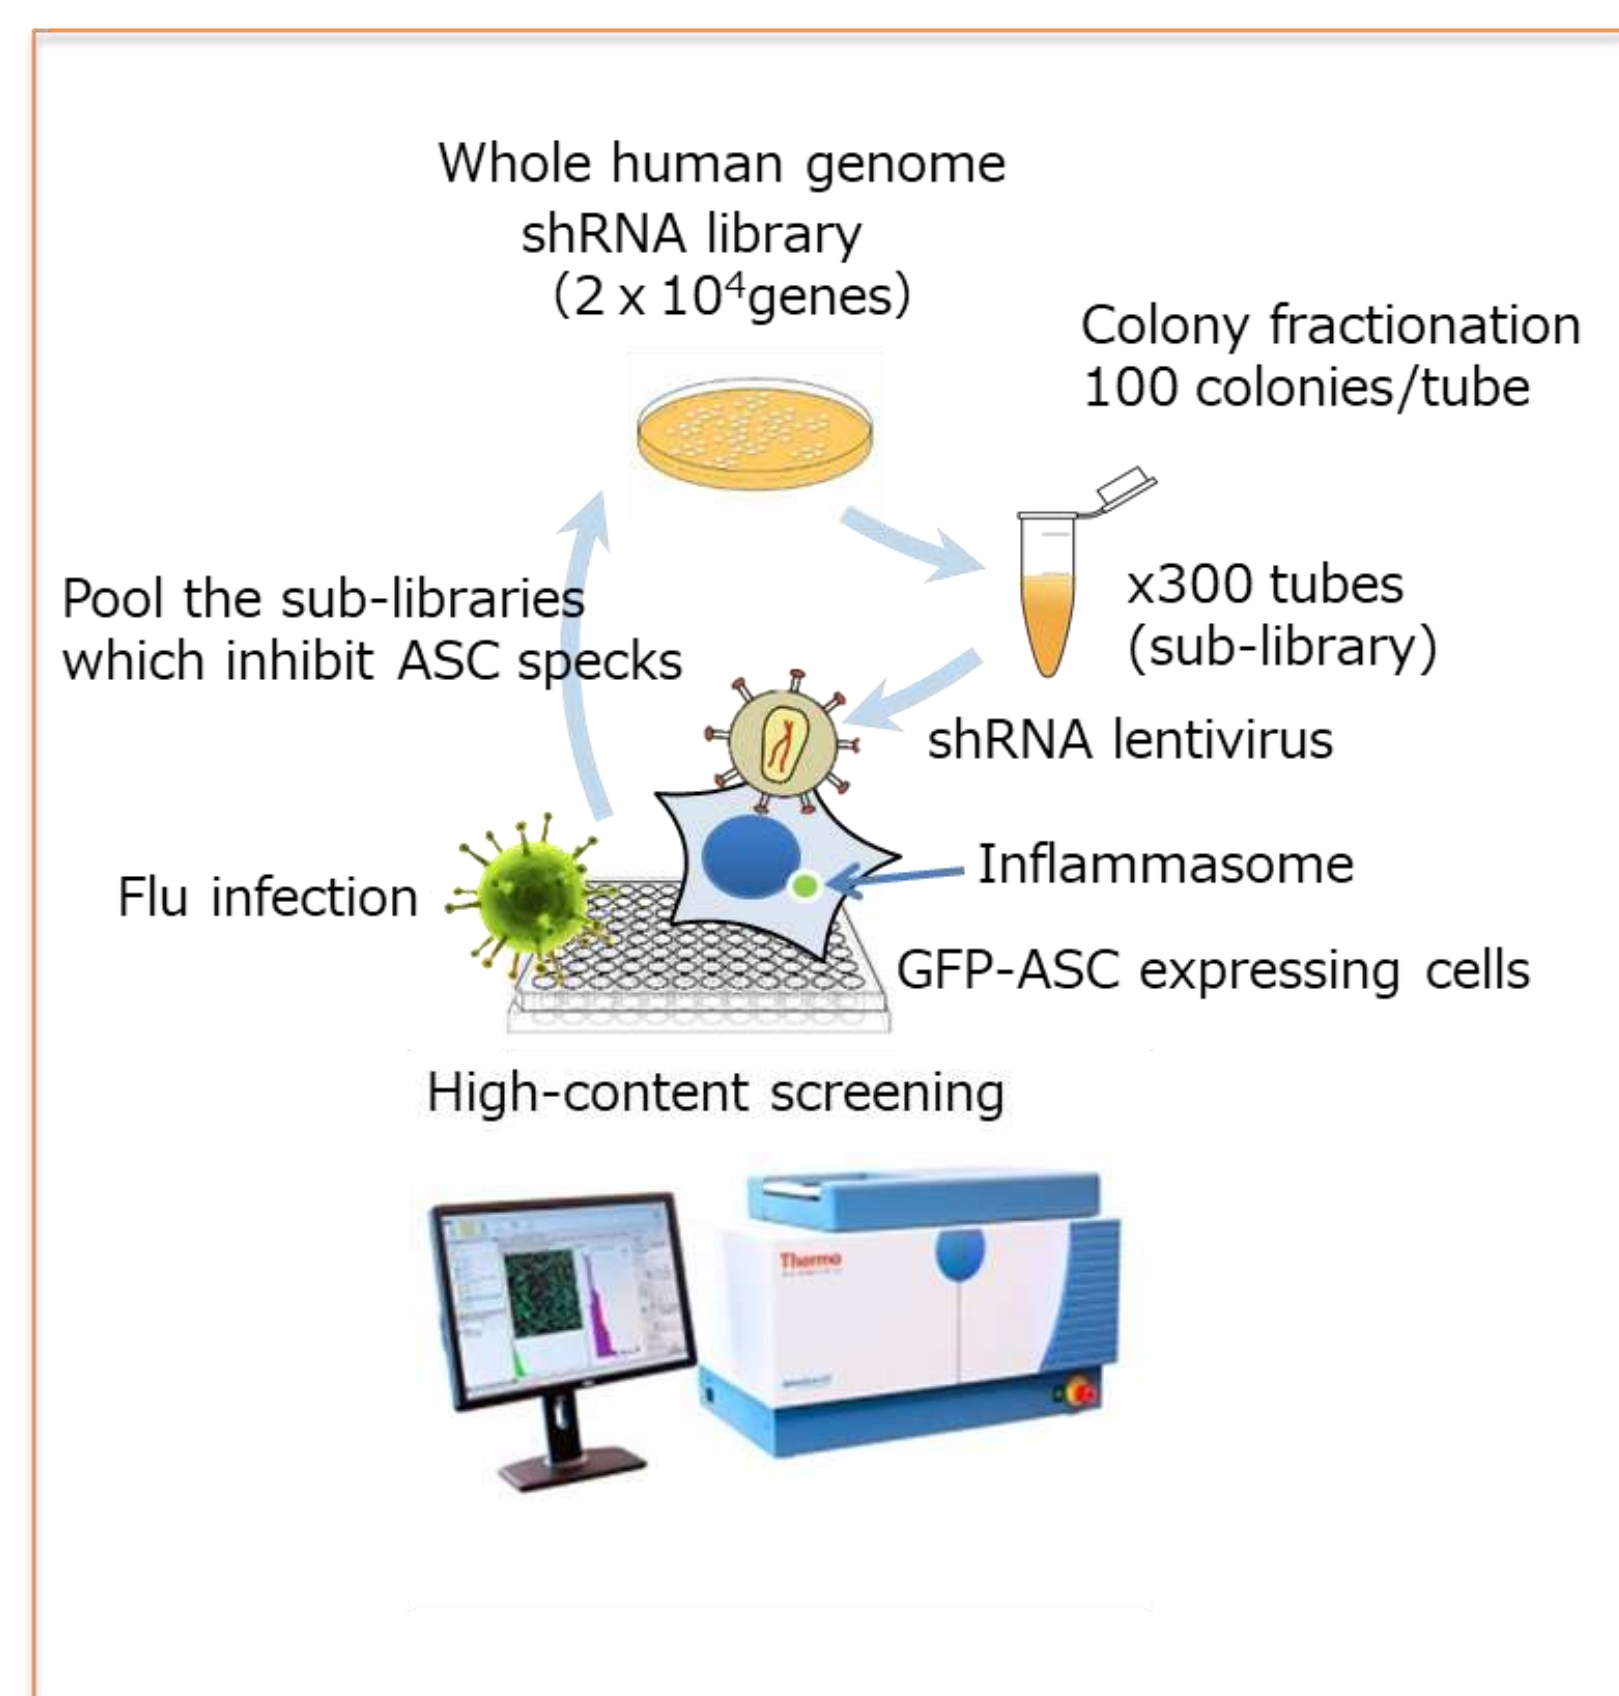 Whole human genome
shRNA library
(2 x 10⁴genes)
Colony fractionation
100 colonies/tube
x300 tubes
(sub-library)
Pool the sub-libraries
which inhibit ASC specks
shRNA lentivirus
Inflammasome
Flu infection
GFP-ASC expressing cells
High-content screening
Thermo